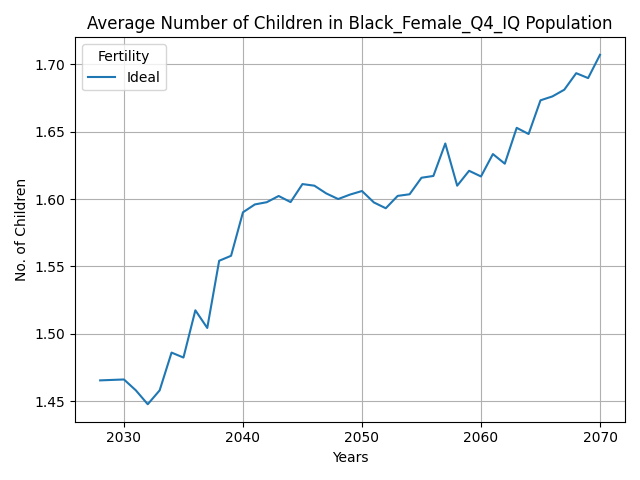 Average Number of Children in Black_Female_Q4_IQ Population
Fertility
Ideal
No. of Children
1.70
1.65
1.60
1.55
1.50
1.45
2030 2040 2050 2060 2070
Years